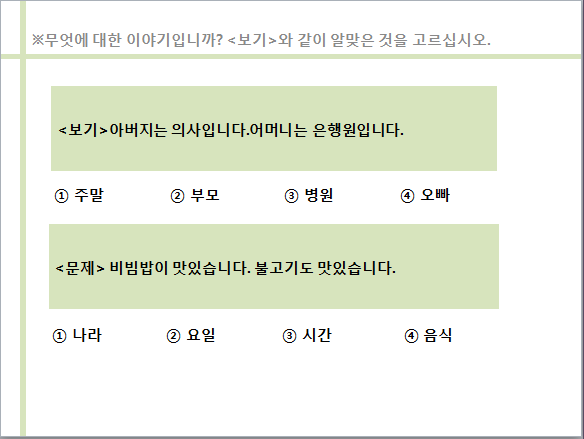 ※무엇에 대한 이야기입니까? <보기>와 같이 알맞은 것을 고르십시오.
<보기>아버지는 의사입니다.어머니는 은행원입니다.
① 주말 ② 부모 ③ 병원 ④ 오빠
<문제> 비빔밥이 맛있습니다. 불고기도 맛있습니다.
① 나라 ② 요일 ③ 시간 ④ 음식